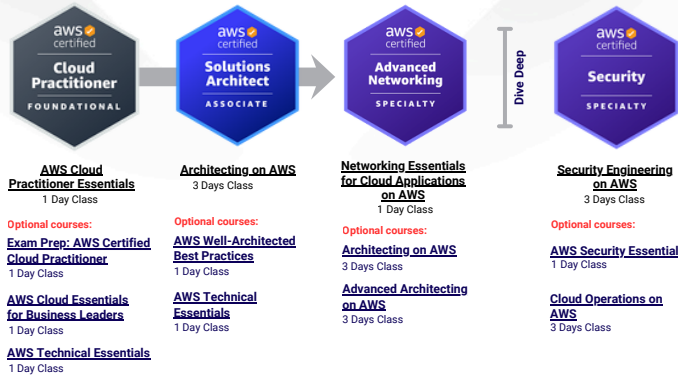 aws
certified
Cloud
Practitioner
FOUNDATIONAL
aws
certified
Solutions
Architect
ASSOCIATE
aws
certified
Advanced
Networking
SPECIALTY
Dive Deep
aws
certified
Security
SPECIALTY
AWS Cloud
Practitioner Essentials
1 Day Class
Optional courses:
Exam Prep: AWS Certified
Cloud Practitioner
1 Day Class
AWS Cloud Essentials
for Business Leaders
1 Day Class
AWS Technical Essentials
1 Day Class
Architecting on AWS
3 Days Class
Optional courses:
AWS Well-Architected
Best Practices
1 Day Class
AWS Technical
Essentials
1 Day Class
Networking Essentials
for Cloud Applications
on AWS
1 Day Class
Optional courses:
Architecting on AWS
3 Days Class
Advanced Architecting
on AWS
3 Days Class
Security Engineering
on AWS
3 Days Class
Optional courses:
AWS Security Essential
1 Day Class
Cloud Operations on
AWS
3 Days Class